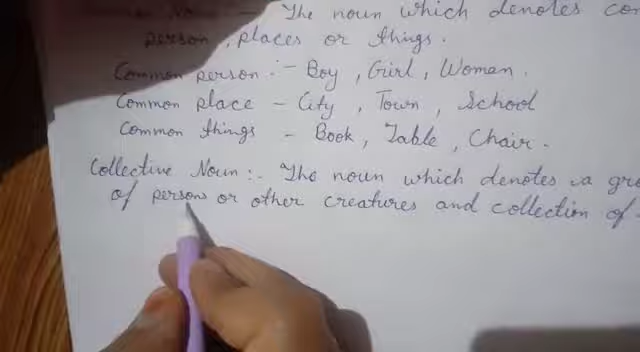 The noun which denotes
person, places or things.
Common person :- Boy, Girl, Woman.
Common place - City, Town, School
Common things - Book, Table, Chair.
Collective Noun :- The noun which denotes a
of persons or other creatures and collection of